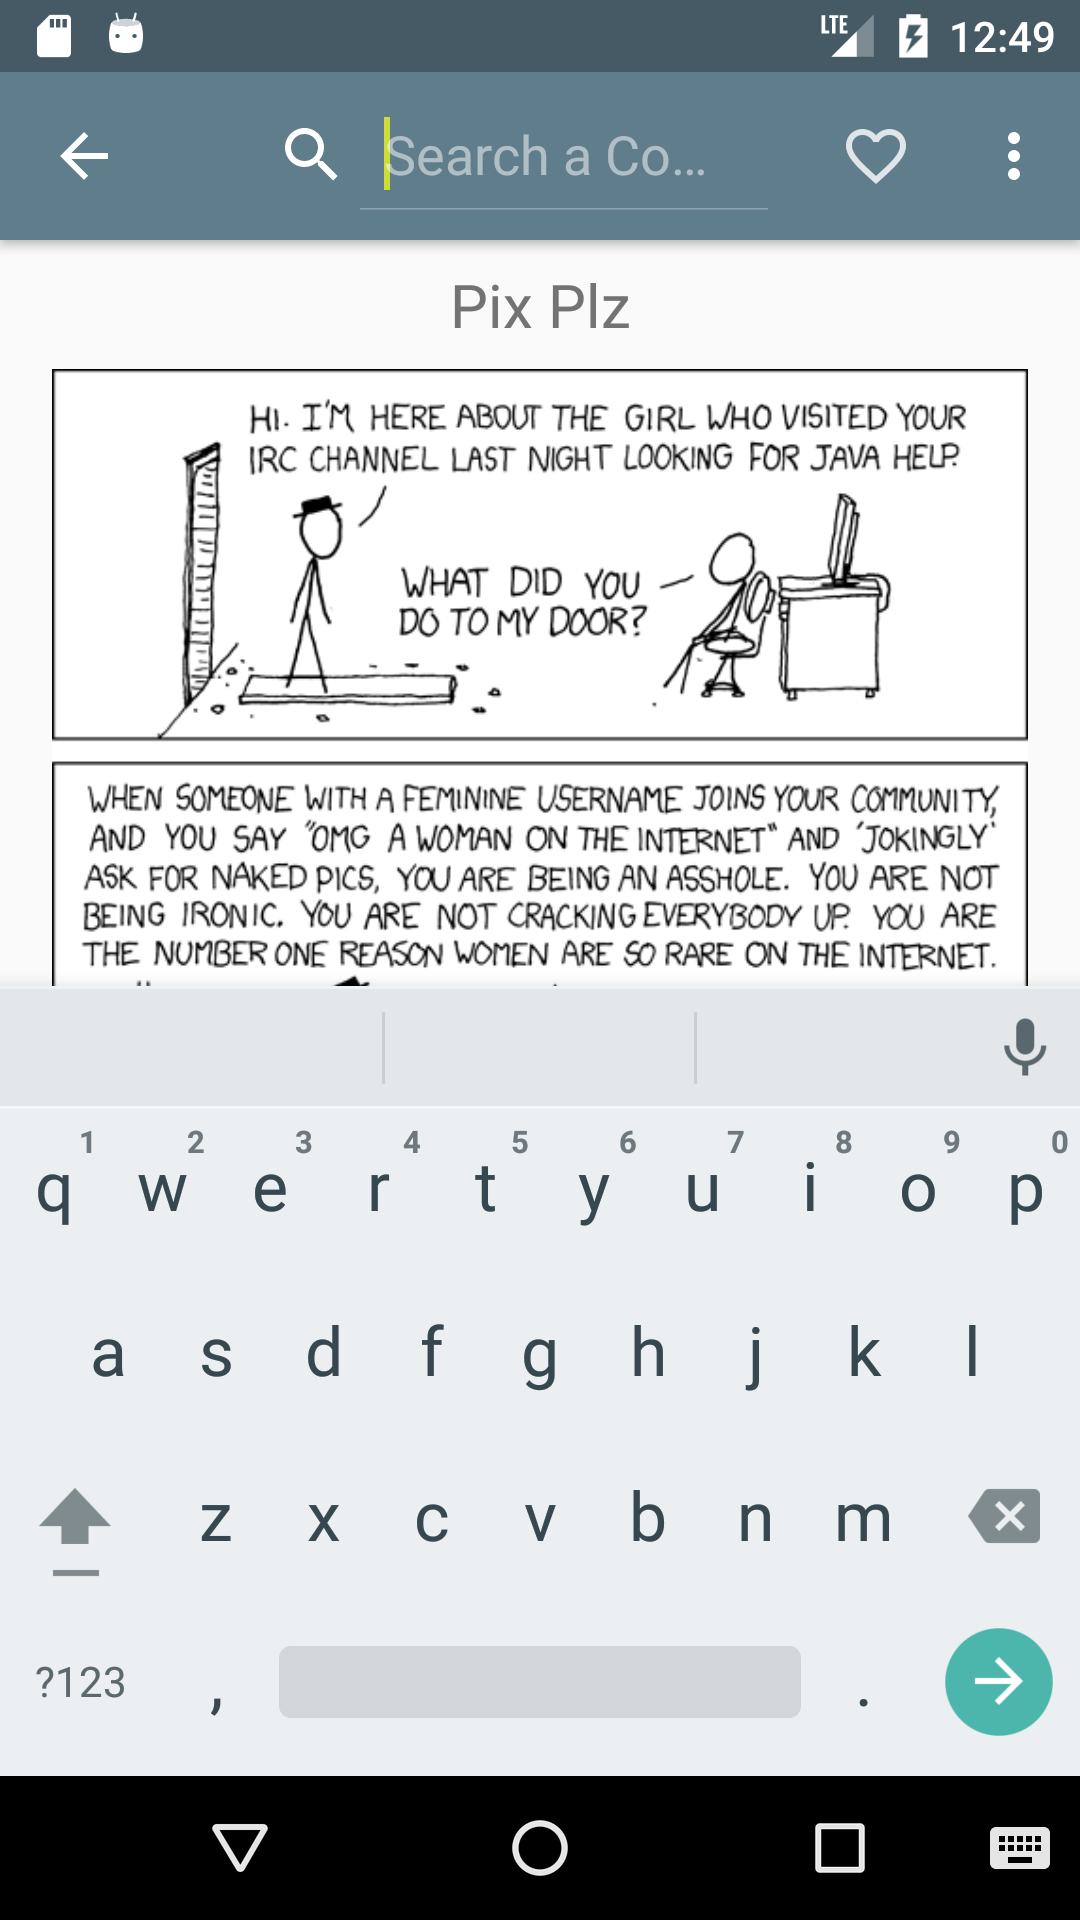 LTE 12:49
Search a Co...
Pix Plz
HI. I'M HERE ABOUT THE GIRL WHO VISITED YOUR
IRC CHANNEL LAST NIGHT LOOKING FOR JAVA HELP.
WHAT DID YOU
DO TO MY DOOR?
WHEN SOMEONE WITH A FEMININE USERNAME JOINS YOUR COMMUNITY,
AND YOU SAY "OMG A WOMAN ON THE INTERNET" AND 'JOKINGLY'
ASK FOR NAKED PICS, YOU ARE BEING AN ASSHOLE. YOU ARE NOT
BEING IRONIC. YOU ARE NOT CRACKING EVERYBODY UP. YOU ARE
THE NUMBER ONE REASON WOMEN ARE SO RARE ON THE INTERNET.
1 2 3 4 5 6 7 8 9 0
q w e r t y u i o p
a s d f g h j k l
z x c v b n m
?123 , .